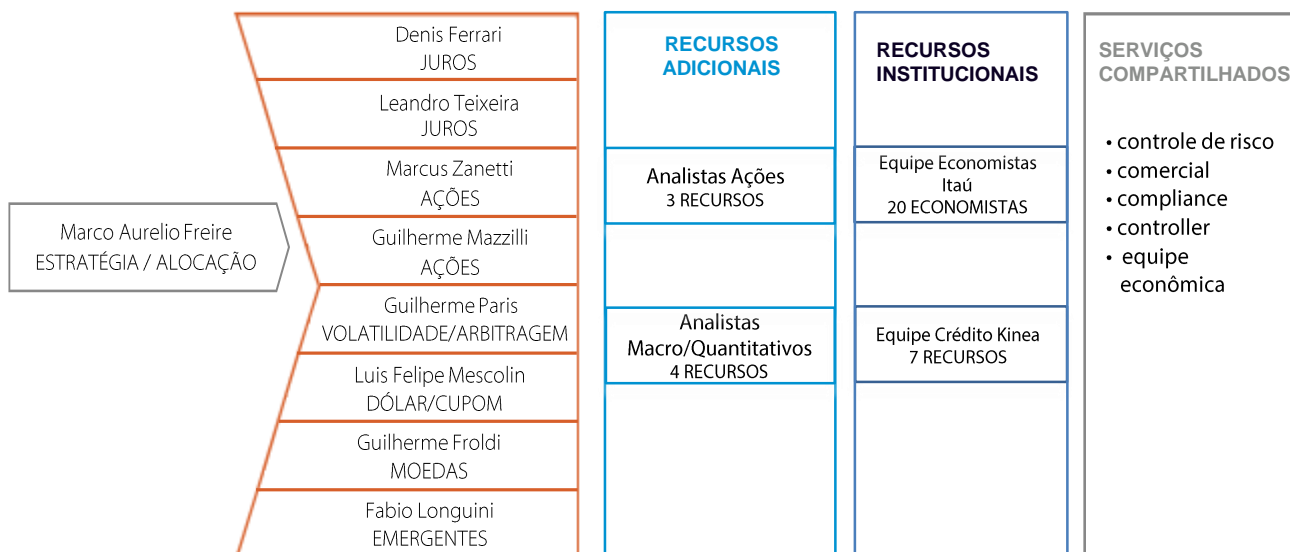 Marco Aurelio Freire
ESTRATÉGIA / ALOCAÇÃO
Denis Ferrari
JUROS
Leandro Teixeira
JUROS
Marcus Zanetti
AÇÕES
Guilherme Mazzilli
AÇÕES
Guilherme Paris
VOLATILIDADE/ARBITRAGEM
Luis Felipe Mescolin
DÓLAR/CUPOM
Guilherme Froldi
MOEDAS
Fabio Longuini
EMERGENTES
RECURSOS
ADICIONAIS
Analistas Ações
3 RECURSOS
Analistas
Macro/Quantitativos
4 RECURSOS
RECURSOS
INSTITUCIONAIS
Equipe Economistas
Itaú
20 ECONOMISTAS
Equipe Crédito Kinea
7 RECURSOS
SERVIÇOS
COMPARTILHADOS
• controle de risco
• comercial
• compliance
• controller
• equipe
econômica